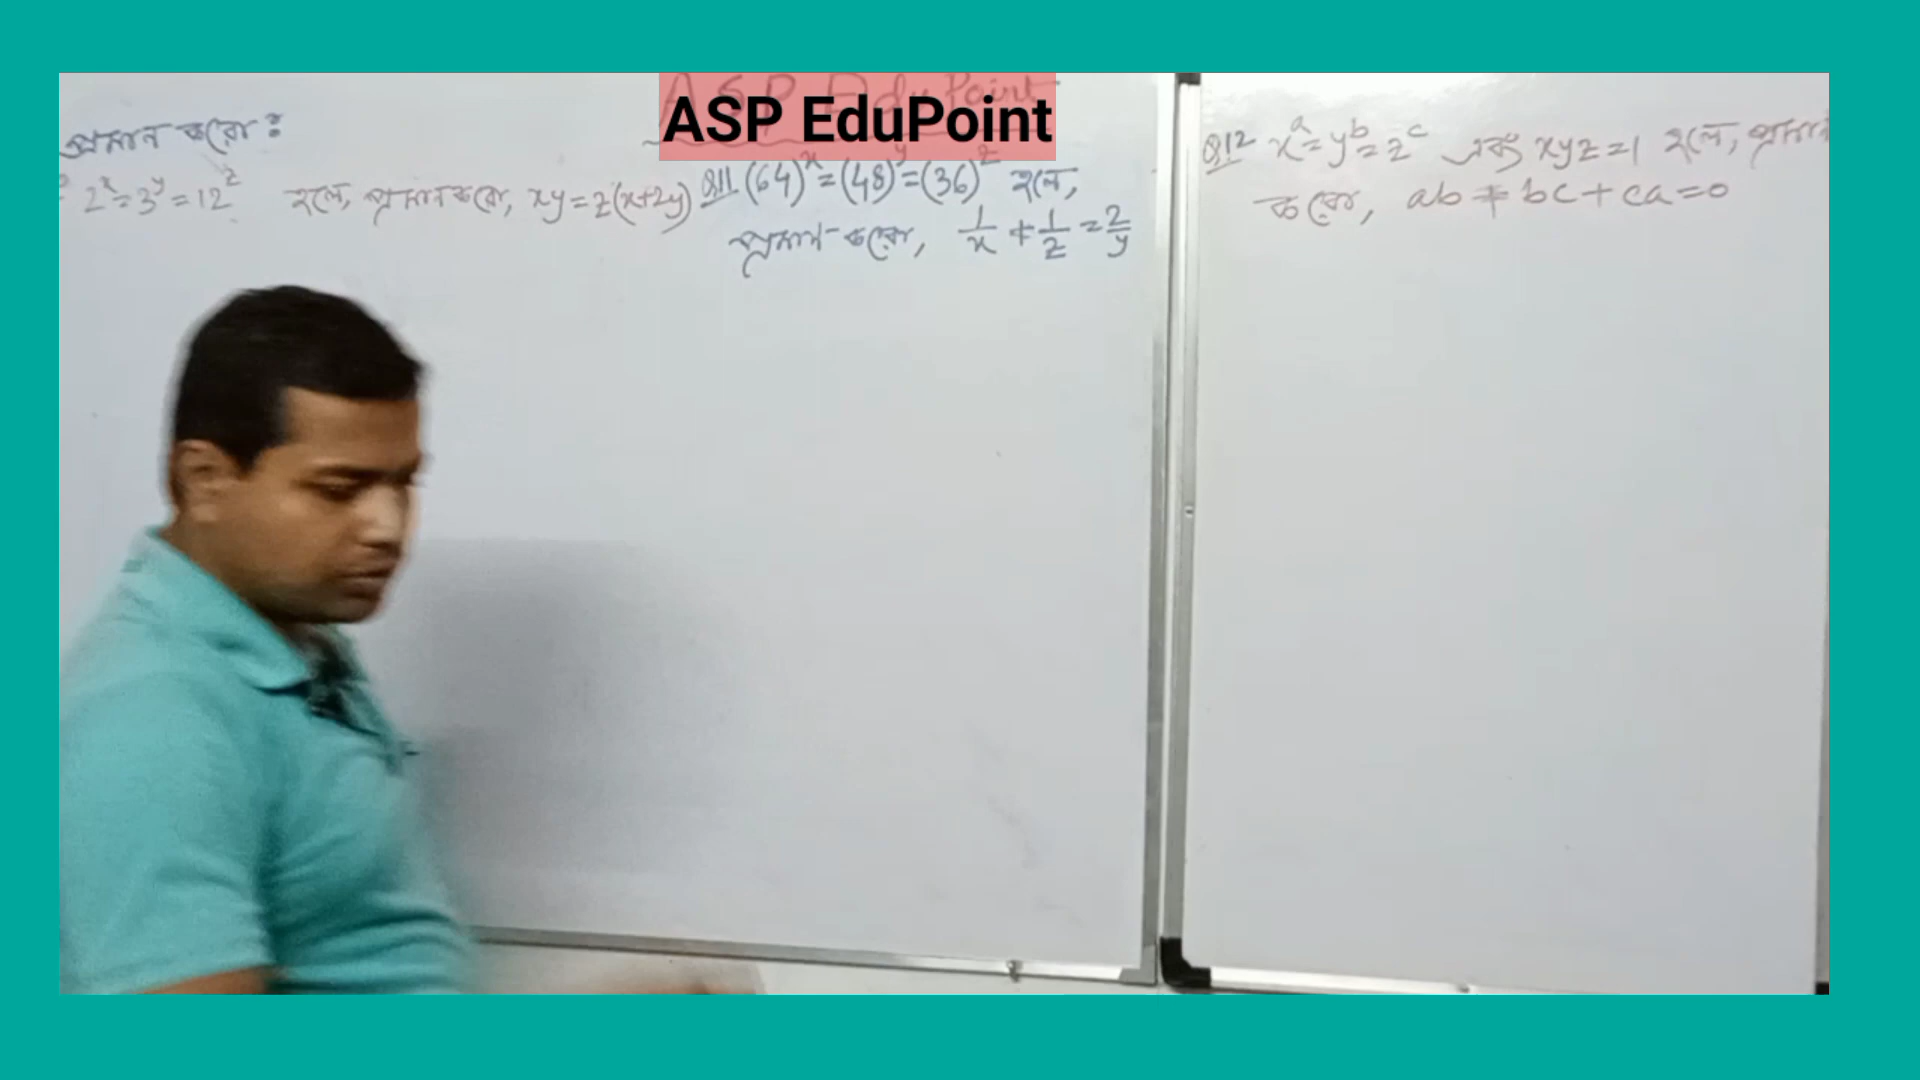 ASP EduPoint
প্রমান করো :
2^x = 3^y = 12^z হলে, প্রমান করো, xy = z(x+2y)
Q11 (64)^x = (48)^y = (36)^z হলে,
প্রমান করো, 1/x + 1/z = 2/y
Q12 x^a = y^b = z^c এবং xyz = 1 হলে, প্রমান
করো, ab + bc + ca = 0